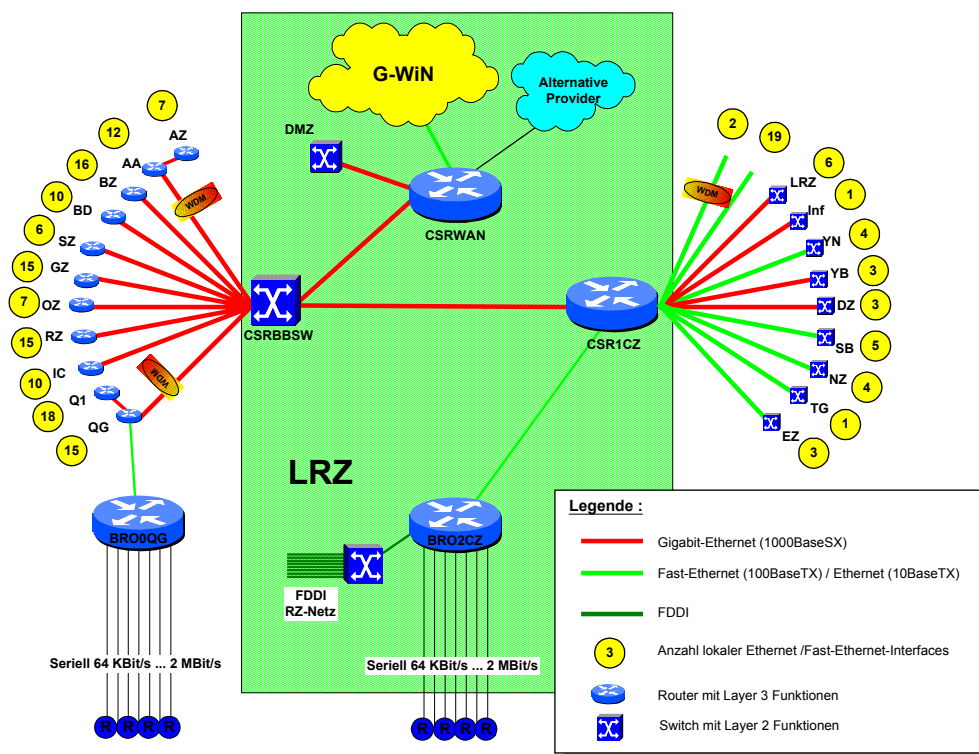 G-WiN
Alternative
Provider
DMZ
CSRWAN
7
AZ
12
AA
16
BZ
WDM
10
BD
6
SZ
15
GZ
7
OZ
15
RZ
10
IC
18
Q1
15
QG
WDM
CSRBBSW
CSR1CZ
2
19
WDM
6
LRZ
1
Inf
4
YN
3
YB
3
DZ
5
SB
4
NZ
1
TG
3
EZ
LRZ
BRO0QG
BRO2CZ
FDDI
RZ-Netz
Seriell 64 KBit/s ... 2 MBit/s
R R R R
Seriell 64 KBit/s ... 2 MBit/s
R R R R
Legende :
Gigabit-Ethernet (1000BaseSX)
Fast-Ethernet (100BaseTX) / Ethernet (10BaseTX)
FDDI
3
Anzahl lokaler Ethernet /Fast-Ethernet-Interfaces
Router mit Layer 3 Funktionen
Switch mit Layer 2 Funktionen